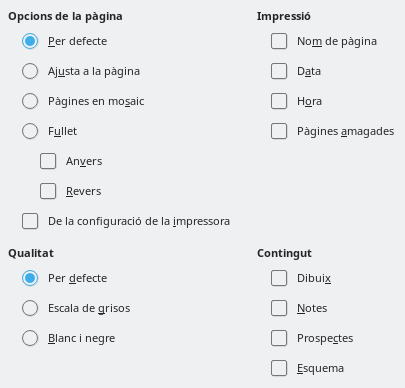 Opcions de la pàgina
Per defecte
Ajusta a la pàgina
Pàgines en mosaic
Fullet
Anvers
Revers
De la configuració de la impressora
Impressió
Nom de pàgina
Data
Hora
Pàgines amagades
Qualitat
Per defecte
Escala de grisos
Blanc i negre
Contingut
Dibuix
Notes
Prospectes
Esquema